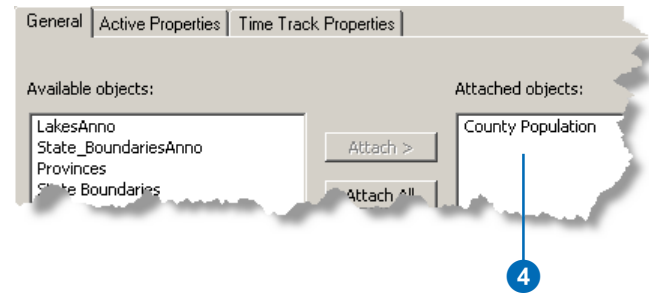 General Active Properties Time Track Properties
Available objects: Attached objects:
LakesAnno County Population
State_BoundariesAnno Attach >
Provinces
State Boundaries Attach All
4